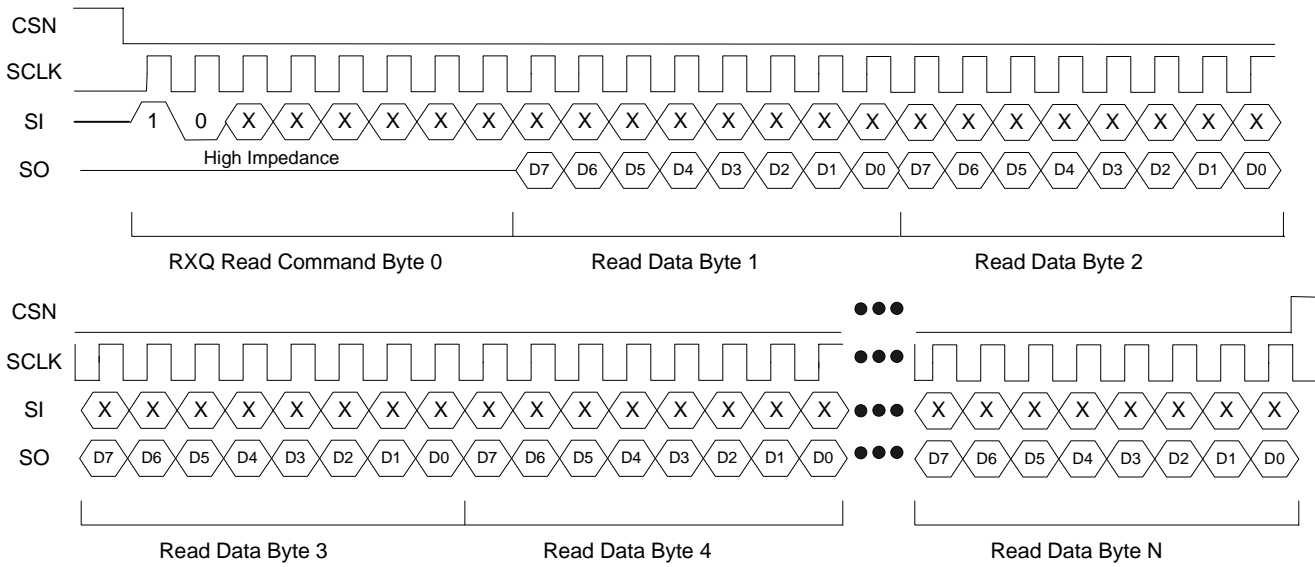 CSN
SCLK
SI 1 0 X X X X X X X X X X X X X X X X X X X X X X
High Impedance
SO D7 D6 D5 D4 D3 D2 D1 D0 D7 D6 D5 D4 D3 D2 D1 D0
RXQ Read Command Byte 0 Read Data Byte 1 Read Data Byte 2
CSN
SCLK
SI X X X X X X X X X X X X X X X X X X X X X X X X
SO D7 D6 D5 D4 D3 D2 D1 D0 D7 D6 D5 D4 D3 D2 D1 D0 D7 D6 D5 D4 D3 D2 D1 D0
Read Data Byte 3 Read Data Byte 4 Read Data Byte N